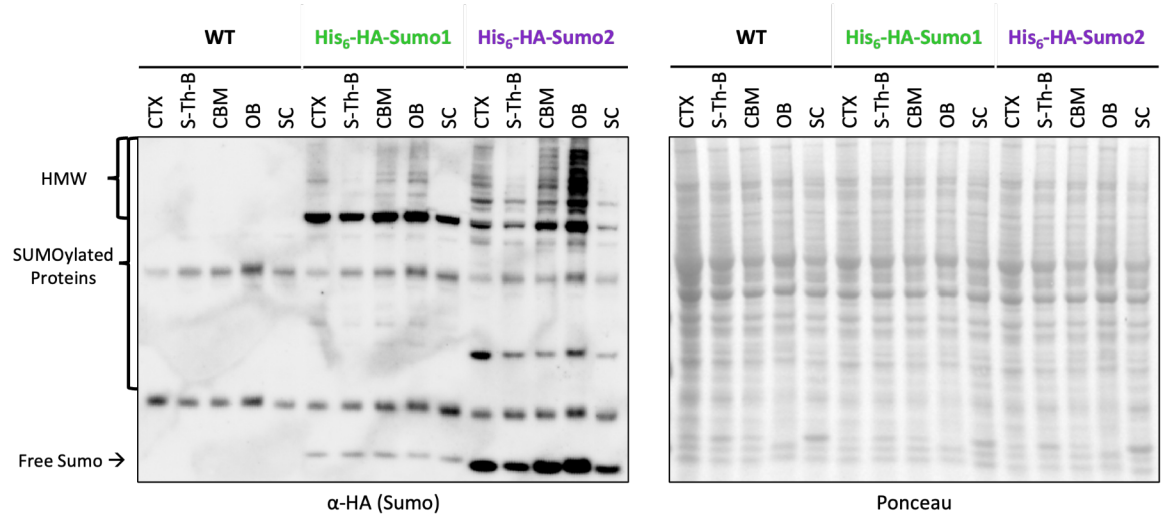 WT His₆-HA-Sumo1 His₆-HA-Sumo2 WT His₆-HA-Sumo1 His₆-HA-Sumo2
CTX S-Th-B CBM OB SC CTX S-Th-B CBM OB SC CTX S-Th-B CBM OB SC CTX S-Th-B CBM OB SC CTX S-Th-B CBM OB SC CTX S-Th-B CBM OB SC
HMW
SUMOylated
Proteins
Free Sumo →
α-HA (Sumo) Ponceau